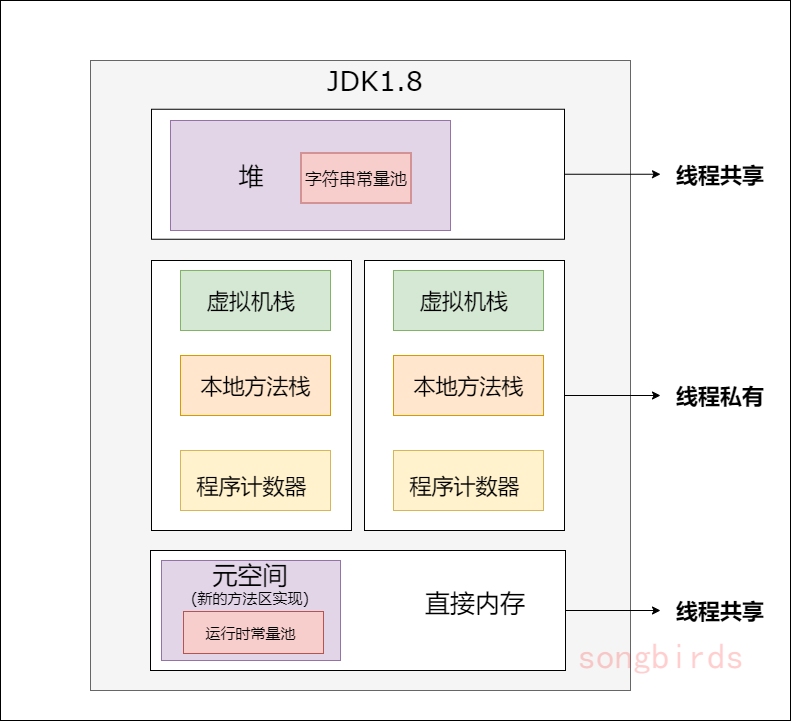 JDK1.8
堆
字符串常量池
线程共享
虚拟机栈
虚拟机栈
本地方法栈
本地方法栈
线程私有
程序计数器
程序计数器
元空间
(新的方法区实现)
运行时常量池
直接内存
线程共享
songbirds